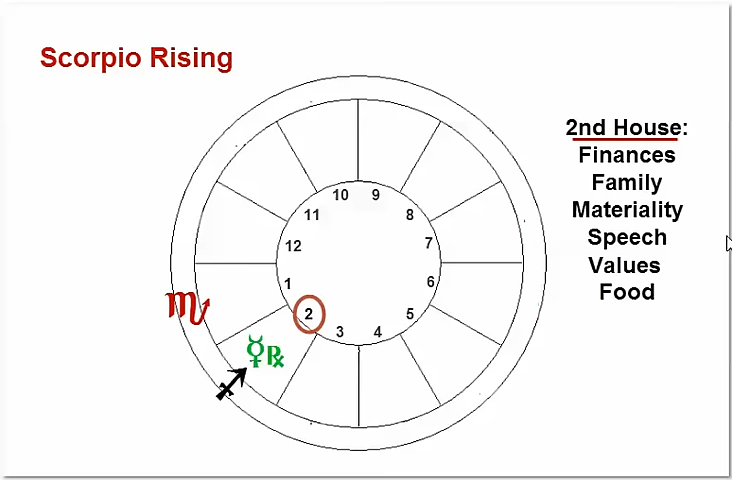 Scorpio Rising
2nd House:
Finances
Family
Materiality
Speech
Values
Food
10 9
11 8
12 7
1 6
2 5
3 4
♏
☿℞
♐